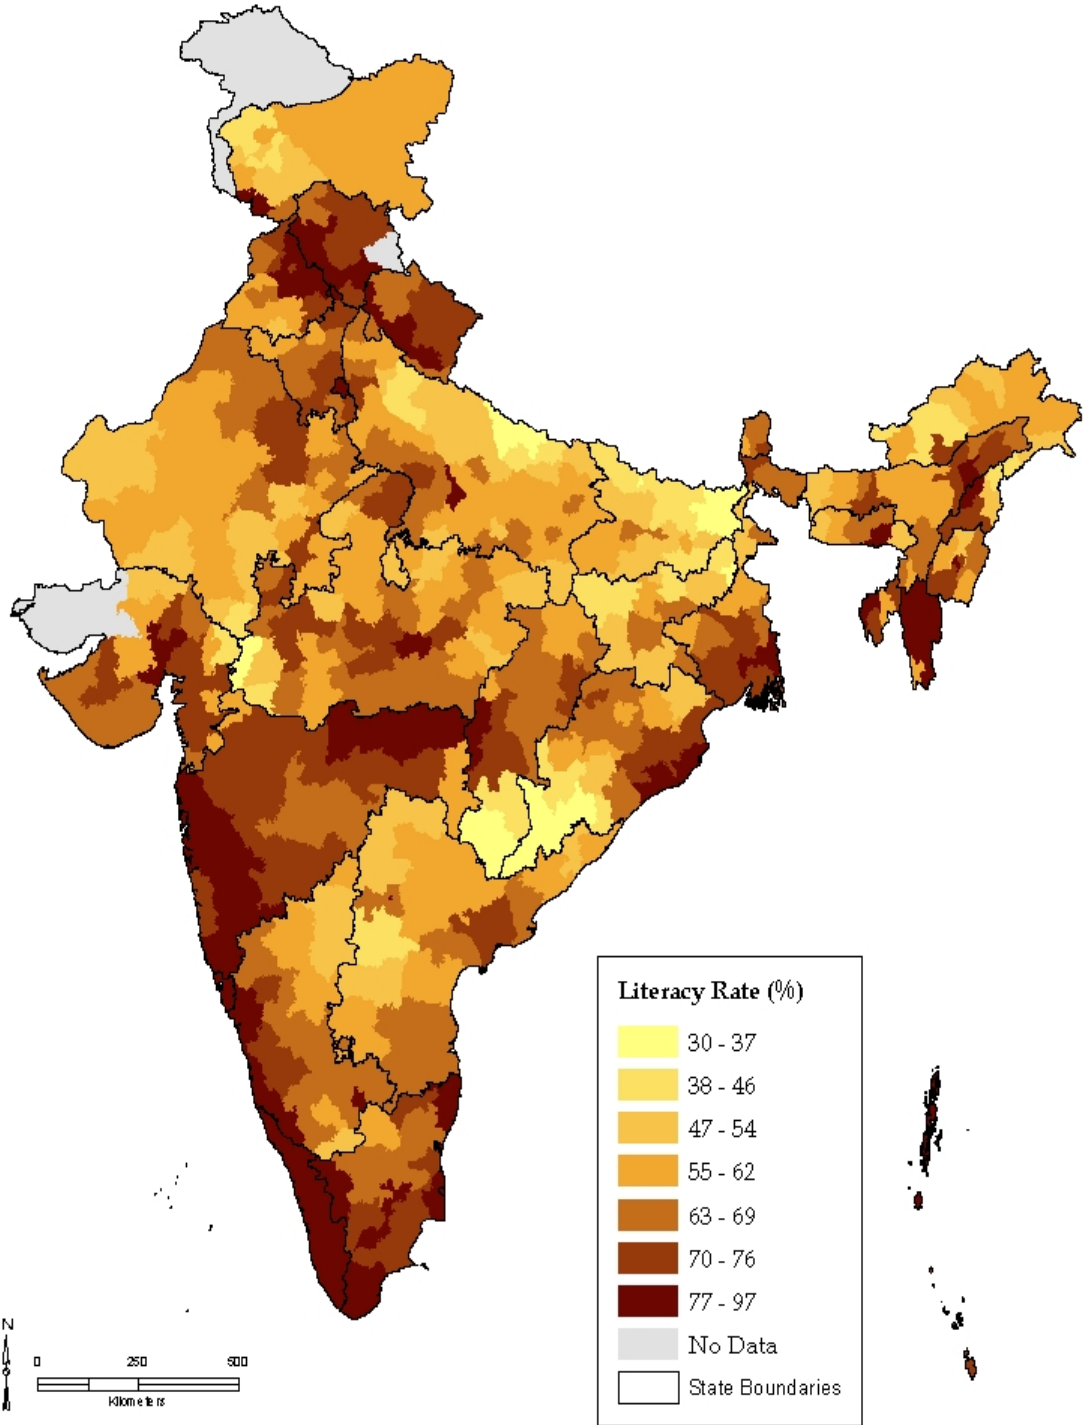 Literacy Rate (%)
30 - 37
38 - 46
47 - 54
55 - 62
63 - 69
70 - 76
77 - 97
No Data
State Boundaries
N
0 250 500
Kilometers